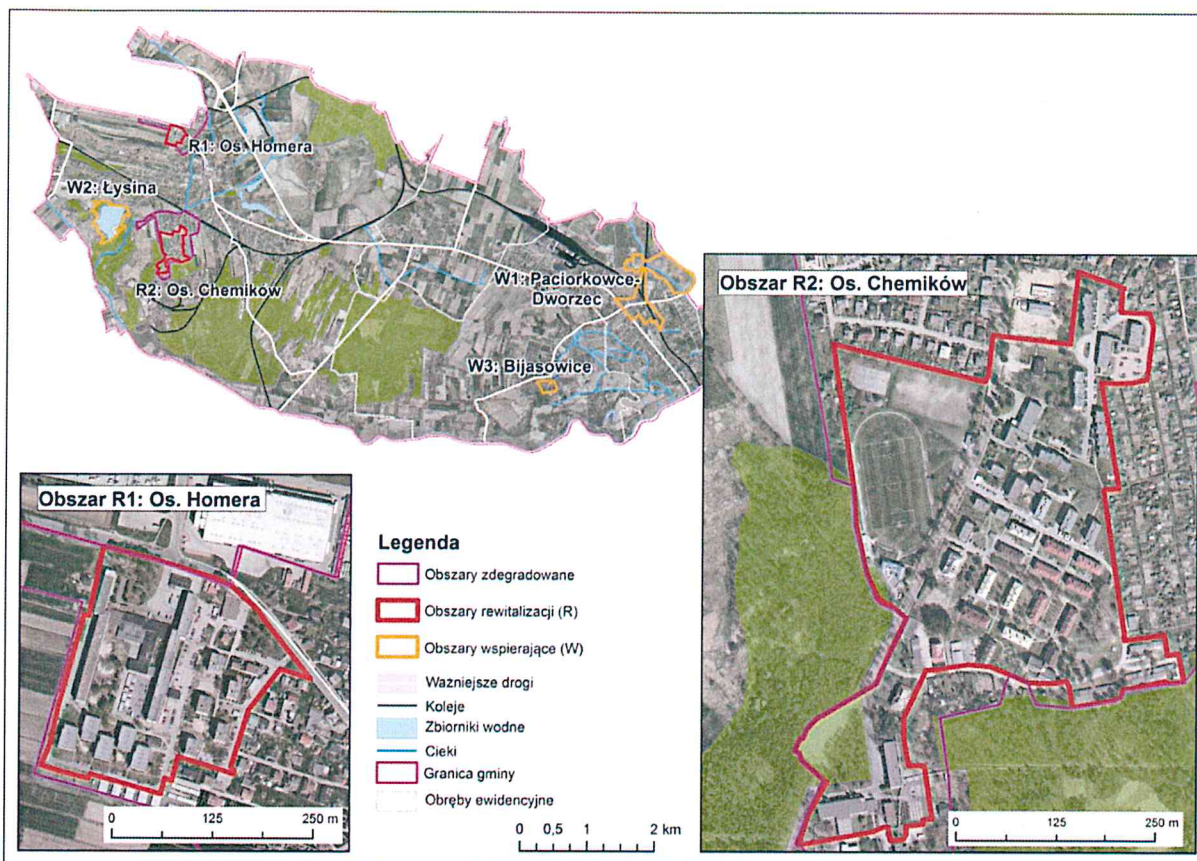 R1: Os. Homera
W2: Łysina
R2: Os. Chemików
W1: Paciorkowce-
Dworzec
W3: Bijasowice
Obszar R2: Os. Chemików
0 125 250 m
Obszar R1: Os. Homera
0 125 250 m
Legenda
Obszary zdegradowane
Obszary rewitalizacji (R)
Obszary wspierające (W)
Ważniejsze drogi
Koleje
Zbiorniki wodne
Cieki
Granica gminy
Obręby ewidencyjne
0 0,5 1 2 km